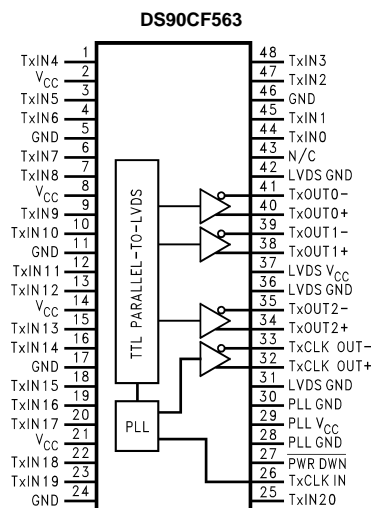 DS90CF563
TxIN4 1
VCC 2
TxIN5 3
TxIN6 4
GND 5
TxIN7 6
TxIN8 7
VCC 8
TxIN9 9
TxIN10 10
GND 11
TxIN11 12
TxIN12 13
VCC 14
TxIN13 15
TxIN14 16
GND 17
TxIN15 18
TxIN16 19
TxIN17 20
VCC 21
TxIN18 22
TxIN19 23
GND 24
TTL PARALLEL-TO-LVDS
PLL
48 TxIN3
47 TxIN2
46 GND
45 TxIN1
44 TxIN0
43 N/C
42 LVDS GND
41 TxOUT0-
40 TxOUT0+
39 TxOUT1-
38 TxOUT1+
37 LVDS VCC
36 LVDS GND
35 TxOUT2-
34 TxOUT2+
33 TxCLK OUT-
32 TxCLK OUT+
31 LVDS GND
30 PLL GND
29 PLL VCC
28 PLL GND
27 PWR DWN
26 TxCLK IN
25 TxIN20